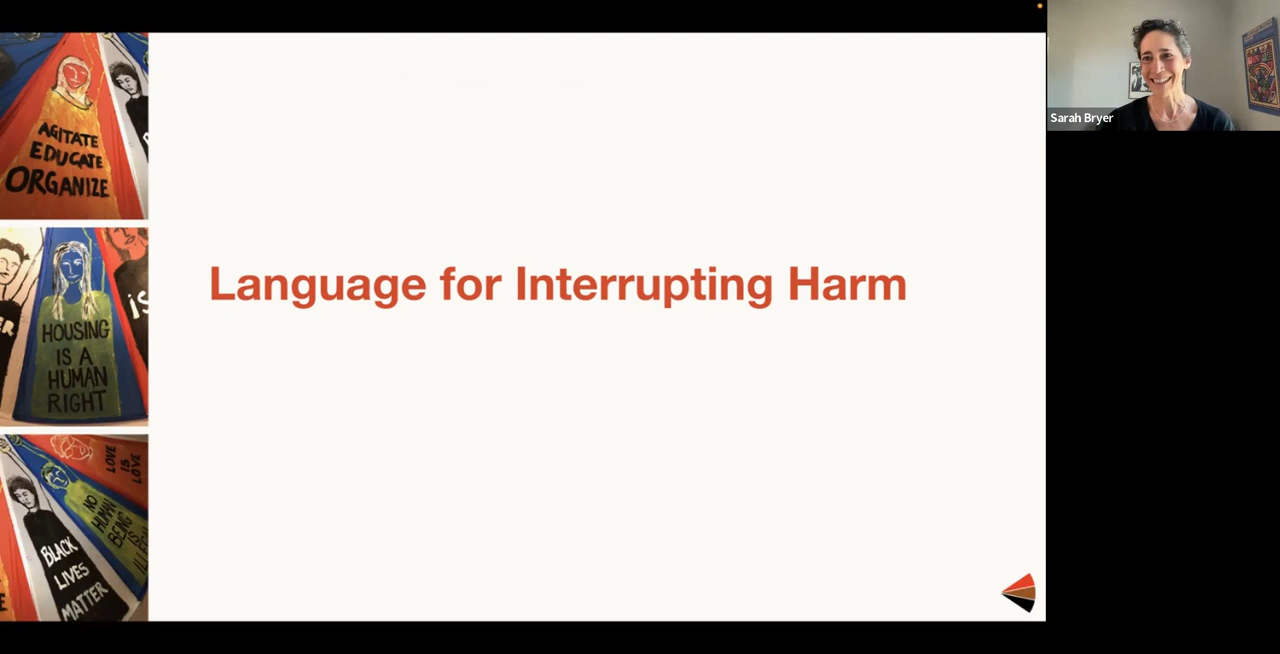 Sarah Bryer
AGITATE
EDUCATE
ORGANIZE
Language for Interrupting Harm
HOUSING
IS A
HUMAN
RIGHT
IS
LOVE
IS
LOVE
NO
HUMAN
BEING
IS
BLACK
LIVES
MATTER